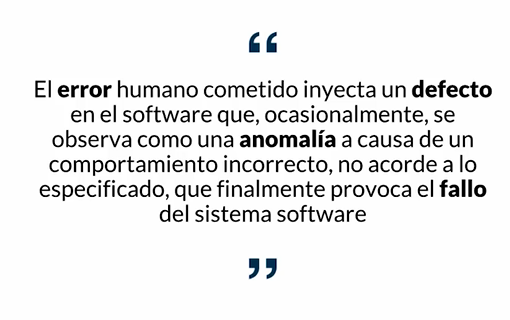 “
El error humano cometido inyecta un defecto
en el software que, ocasionalmente, se
observa como una anomalía a causa de un
comportamiento incorrecto, no acorde a lo
especificado, que finalmente provoca el fallo
del sistema software
”